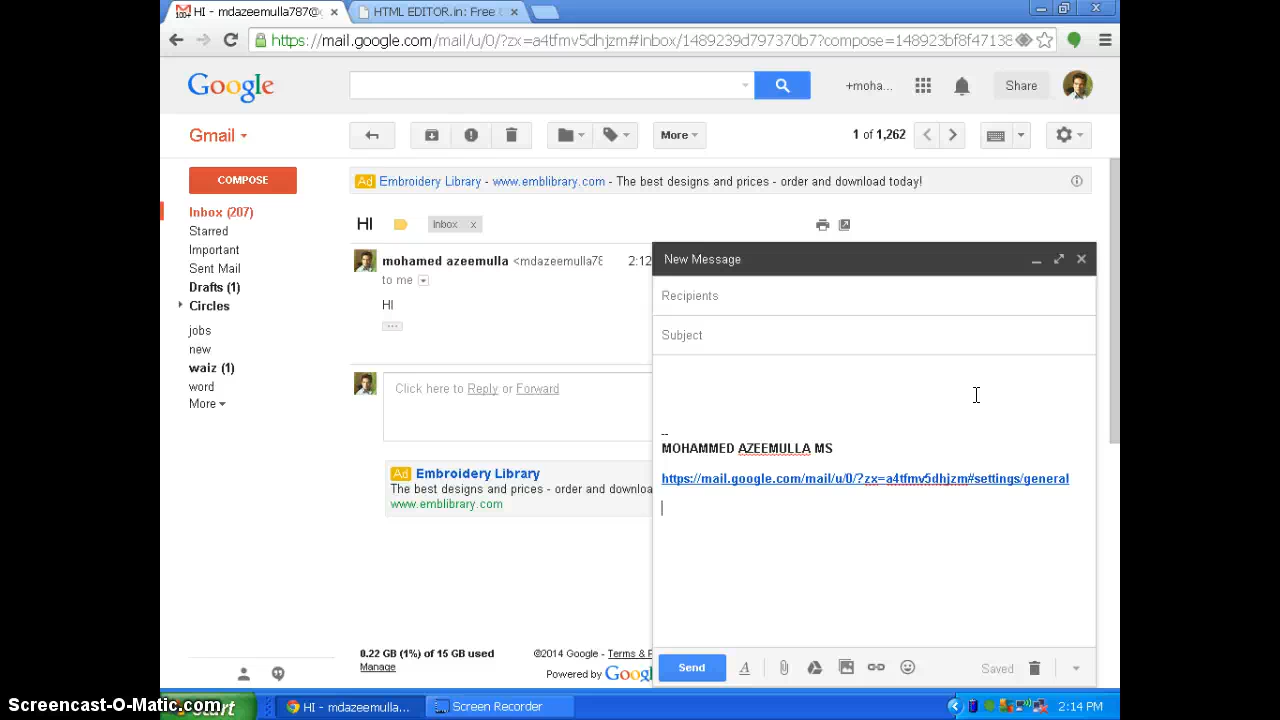 100+ HI - mdazeemulla787@ × HTML EDITOR.in: Free ×
https://mail.google.com/mail/u/0/?zx=a4tfmv5dhjzm#inbox/1489239d797370b7?compose=148923bf8f47138
Google +moha... Share
Gmail More 1 of 1,262
COMPOSE
Ad Embroidery Library - www.emblibrary.com - The best designs and prices - order and download today!
Inbox (207)
Starred
Important
Sent Mail
Drafts (1)
Circles
jobs
new
waiz (1)
word
More
HI Inbox x
mohamed azeemulla <mdazeemulla78 2:12
to me
HI
...
Click here to Reply or Forward
Ad Embroidery Library
The best designs and prices - order and downloa
www.emblibrary.com
New Message
Recipients
Subject
--
MOHAMMED AZEEMULLA MS
https://mail.google.com/mail/u/0/?zx=a4tfmv5dhjzm#settings/general
Send Saved
0.22 GB (1%) of 15 GB used
Manage
©2014 Google - Terms & P
Powered by Google
Screencast-O-Matic.com
start HI - mdazeemulla77... Screen Recorder 2:14 PM